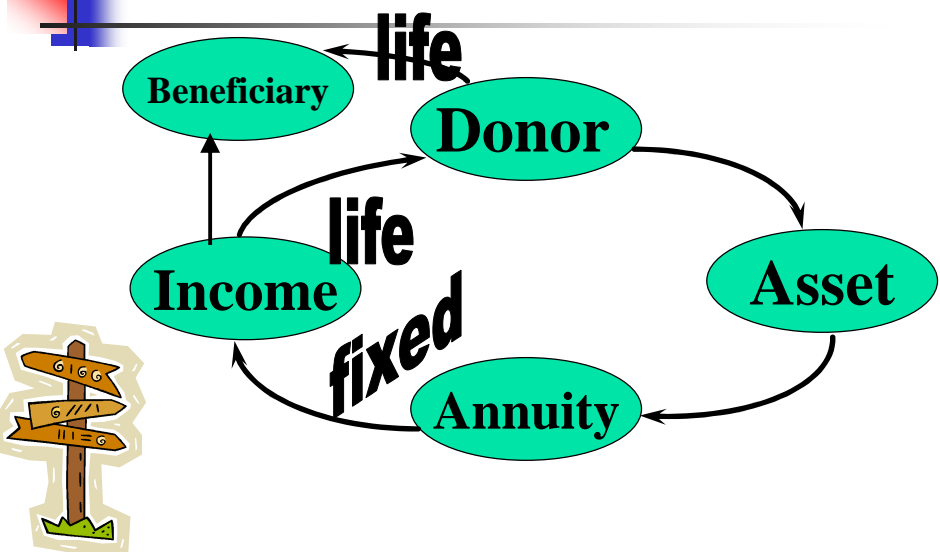 life
Beneficiary
Donor
life
Income
Asset
fixed
Annuity